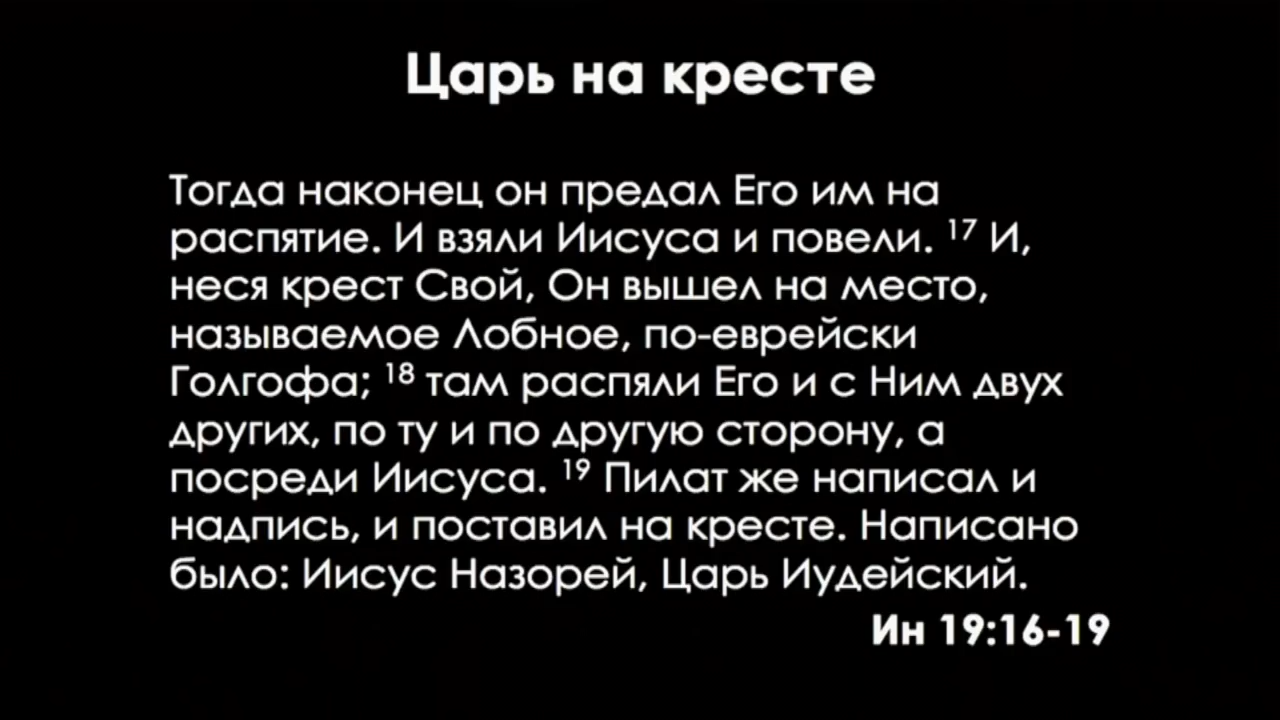 Царь на кресте
Тогда наконец он предал Его им на
распятие. И взяли Иисуса и повели. ¹⁷ И,
неся крест Свой, Он вышел на место,
называемое Лобное, по-еврейски
Голгофа; ¹⁸ там распяли Его и с Ним двух
других, по ту и по другую сторону, а
посреди Иисуса. ¹⁹ Пилат же написал и
надпись, и поставил на кресте. Написано
было: Иисус Назорей, Царь Иудейский.
Ин 19:16-19